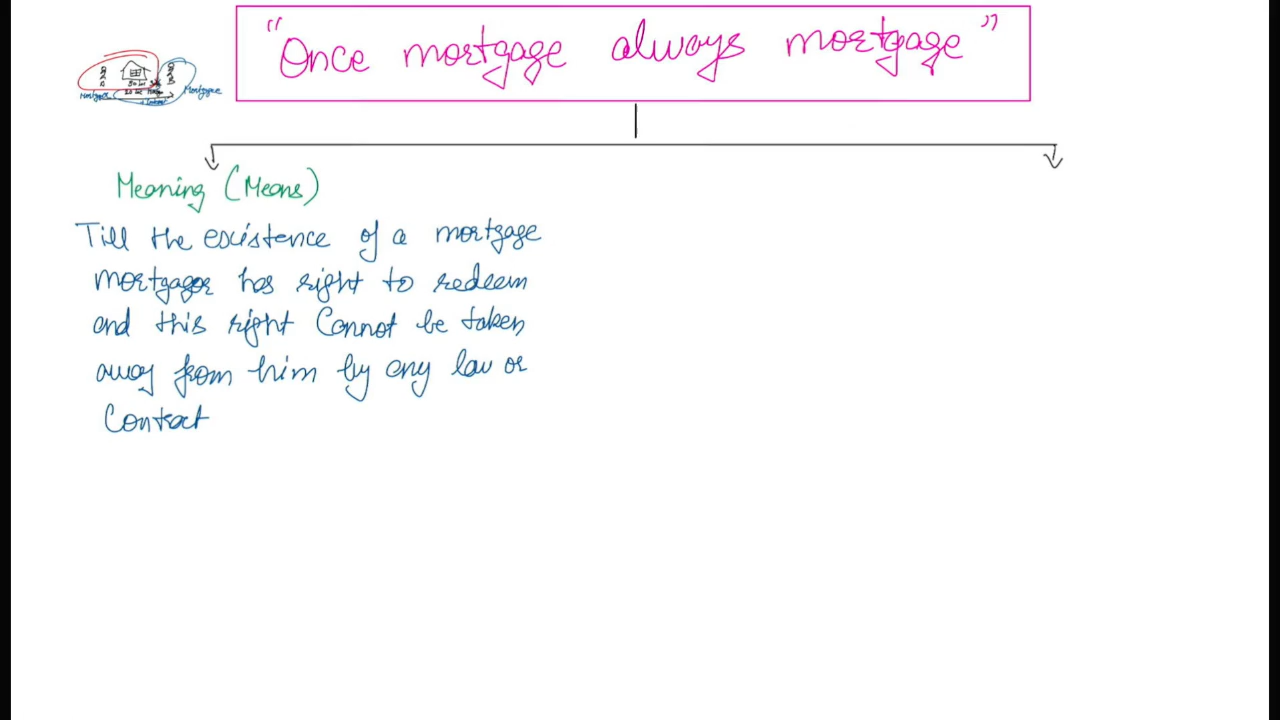 "Once mortgage always mortgage"
Mortgagee
Meaning (Means)
Till the existence of a mortgage
mortgagor has right to redeem
and this right Cannot be taken
away from him by any law or
Contract